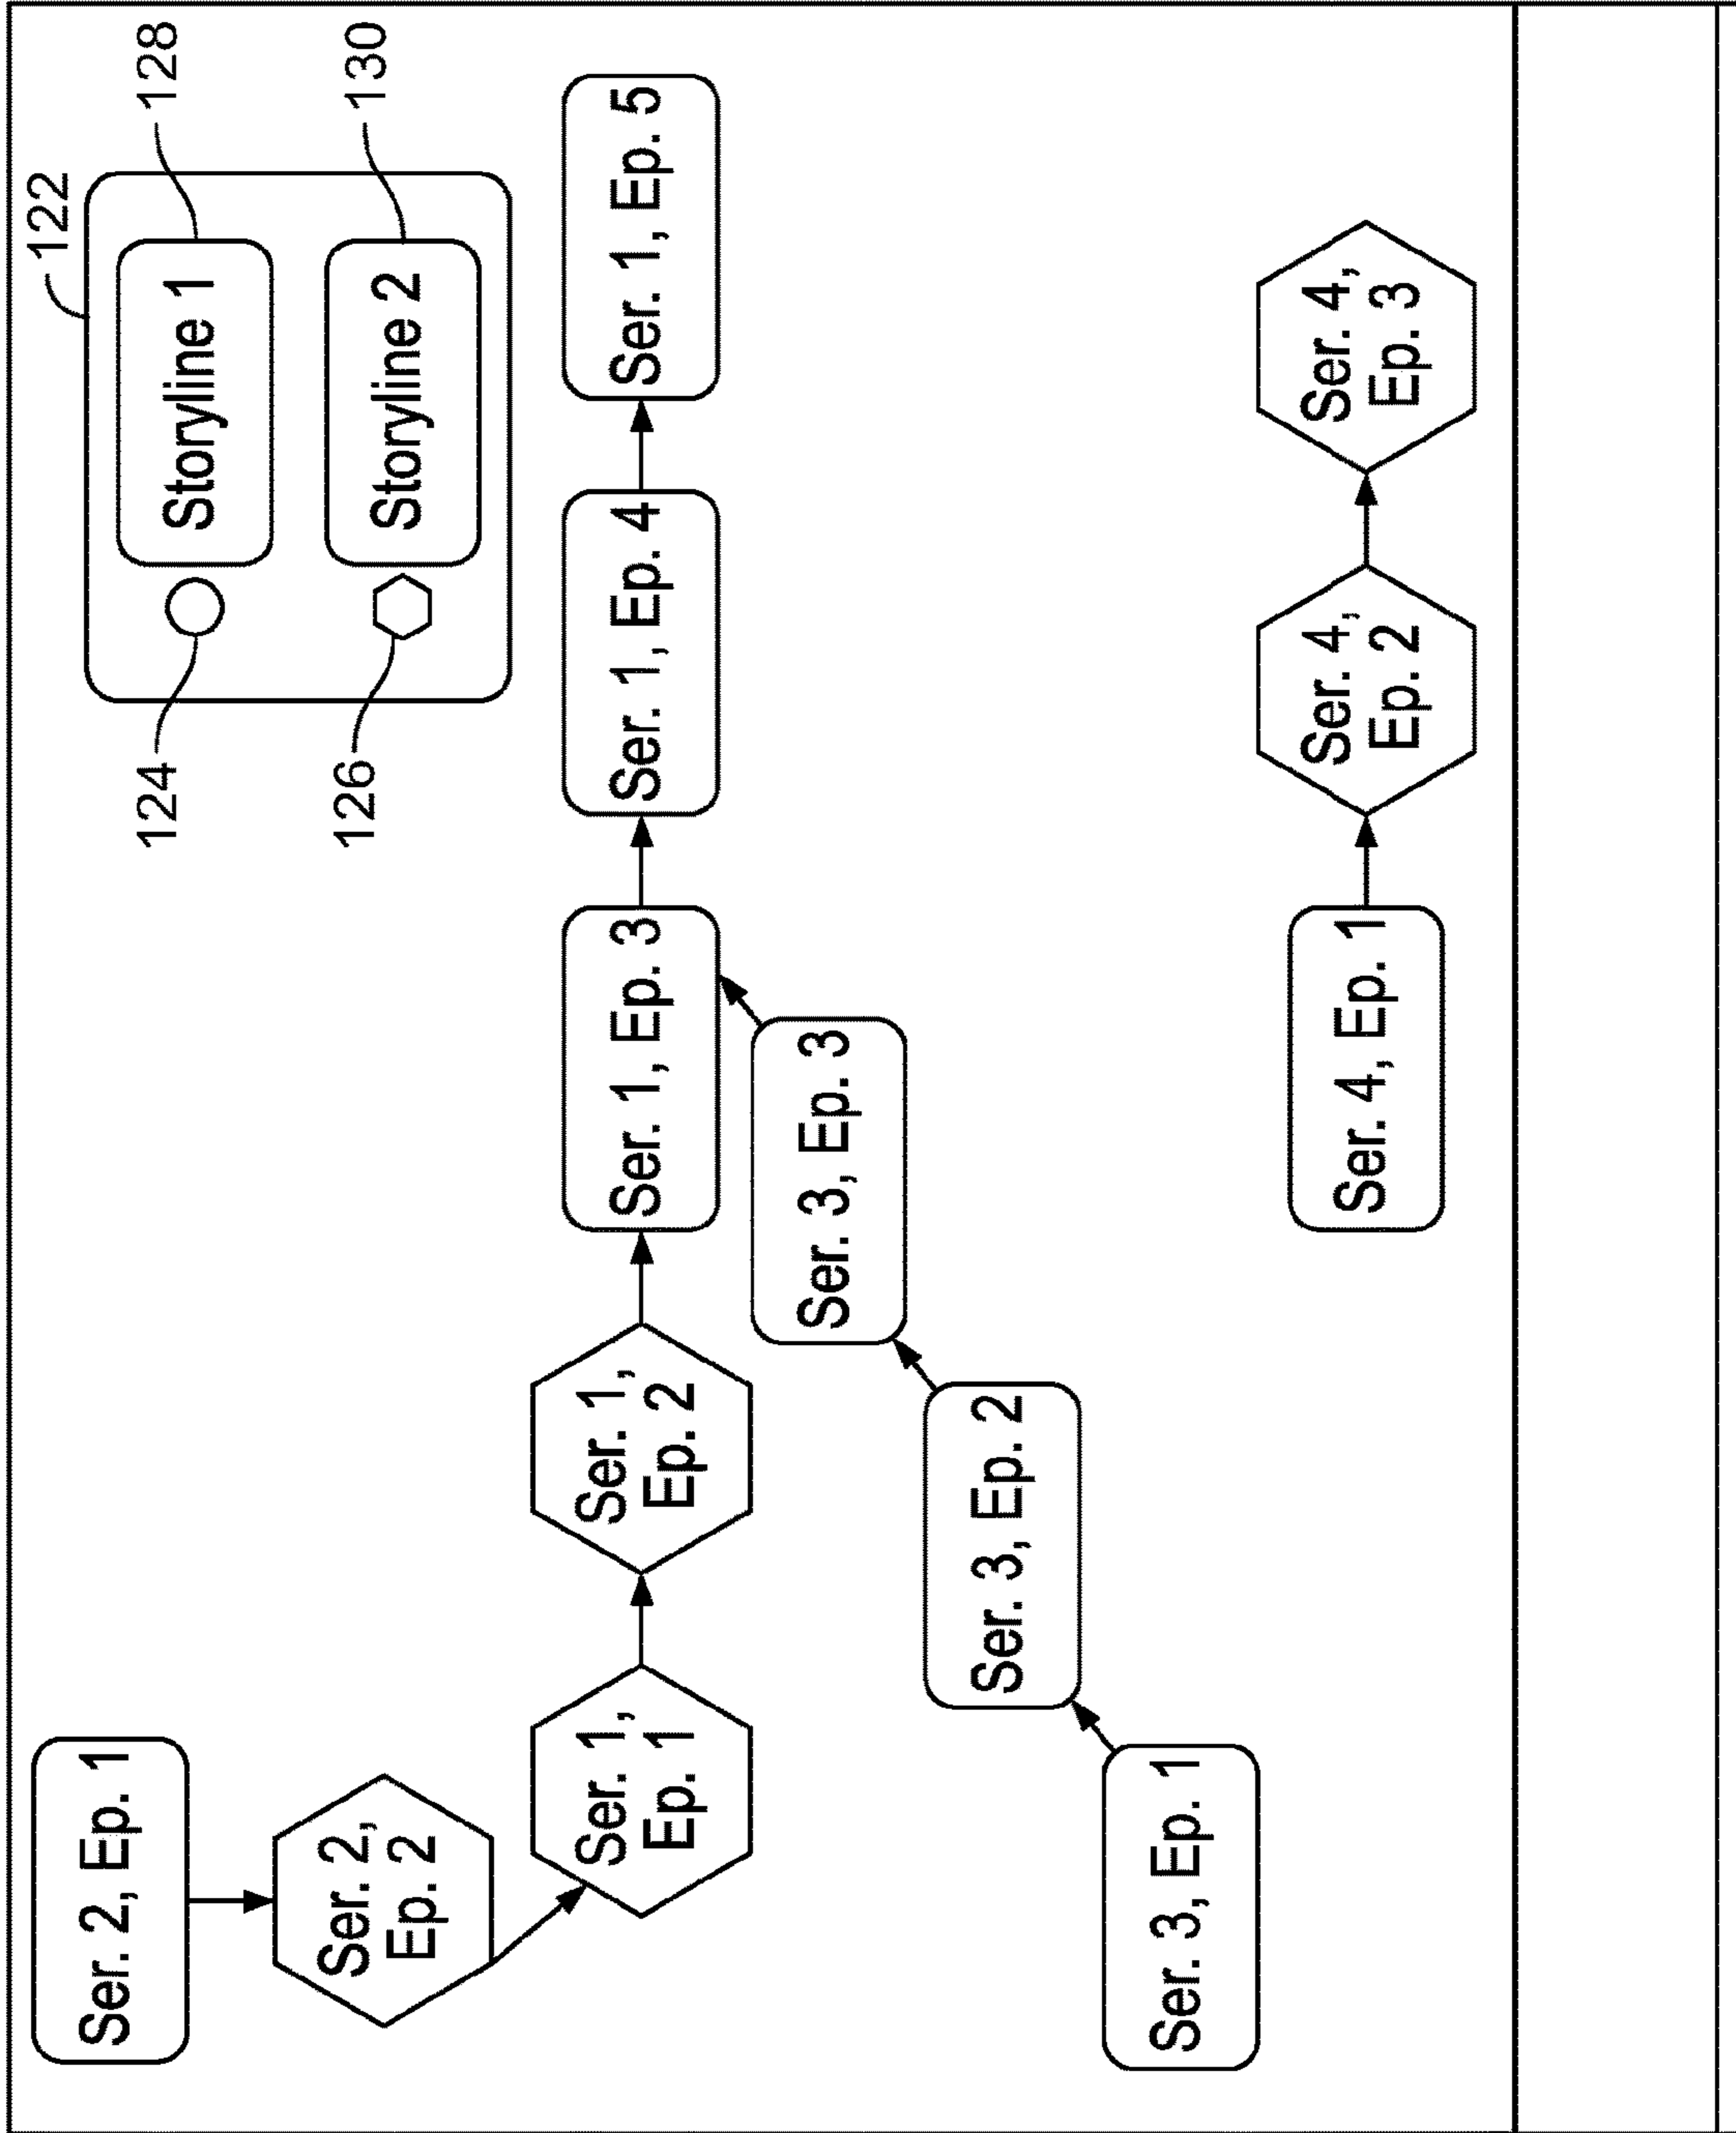 122
Storyline 1
128
124
Storyline 2
130
126
Ser. 2, Ep. 1
Ser. 2,
Ep. 2
Ser. 1,
Ep. 1
Ser. 1,
Ep. 2
Ser. 1, Ep. 3
Ser. 1, Ep. 4
Ser. 1, Ep. 5
Ser. 3, Ep. 3
Ser. 3, Ep. 2
Ser. 3, Ep. 1
Ser. 4, Ep. 1
Ser. 4,
Ep. 2
Ser. 4,
Ep. 3